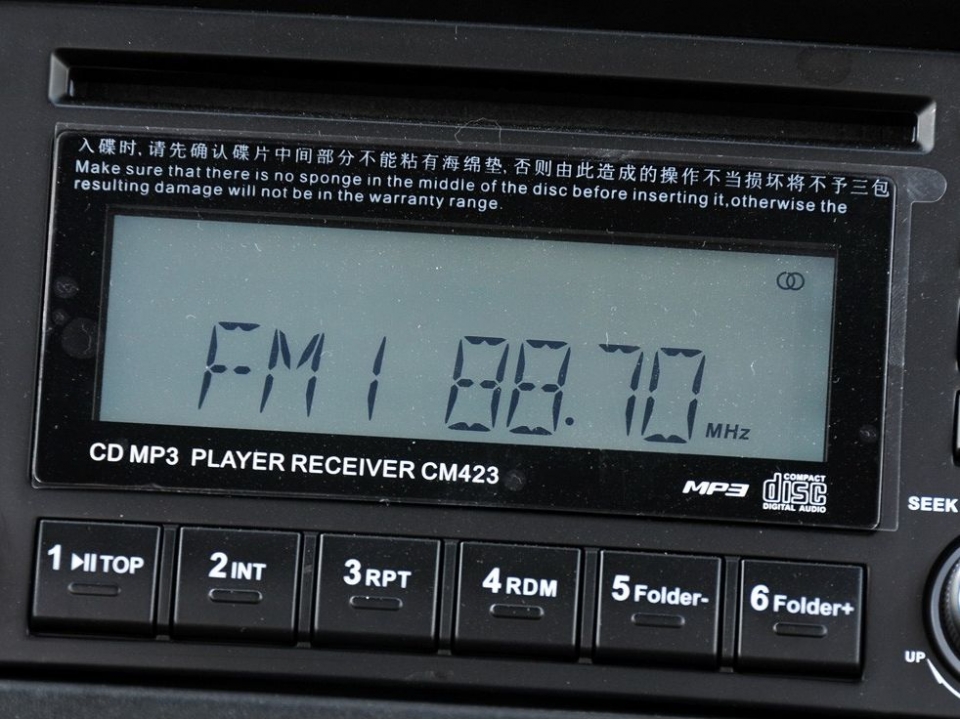 入碟时,请先确认碟片中间部分不能粘有海绵垫,否则由此造成的操作不当损坏将不予三包
Make sure that there is no sponge in the middle of the disc before inserting it,otherwise the
resulting damage will not be in the warranty range.
FM1 88.70 MHz
CD MP3 PLAYER RECEIVER CM423
MP3 COMPACT disc DIGITAL AUDIO
SEEK
1 TOP 2 INT 3 RPT 4 RDM 5 Folder- 6 Folder+
UP